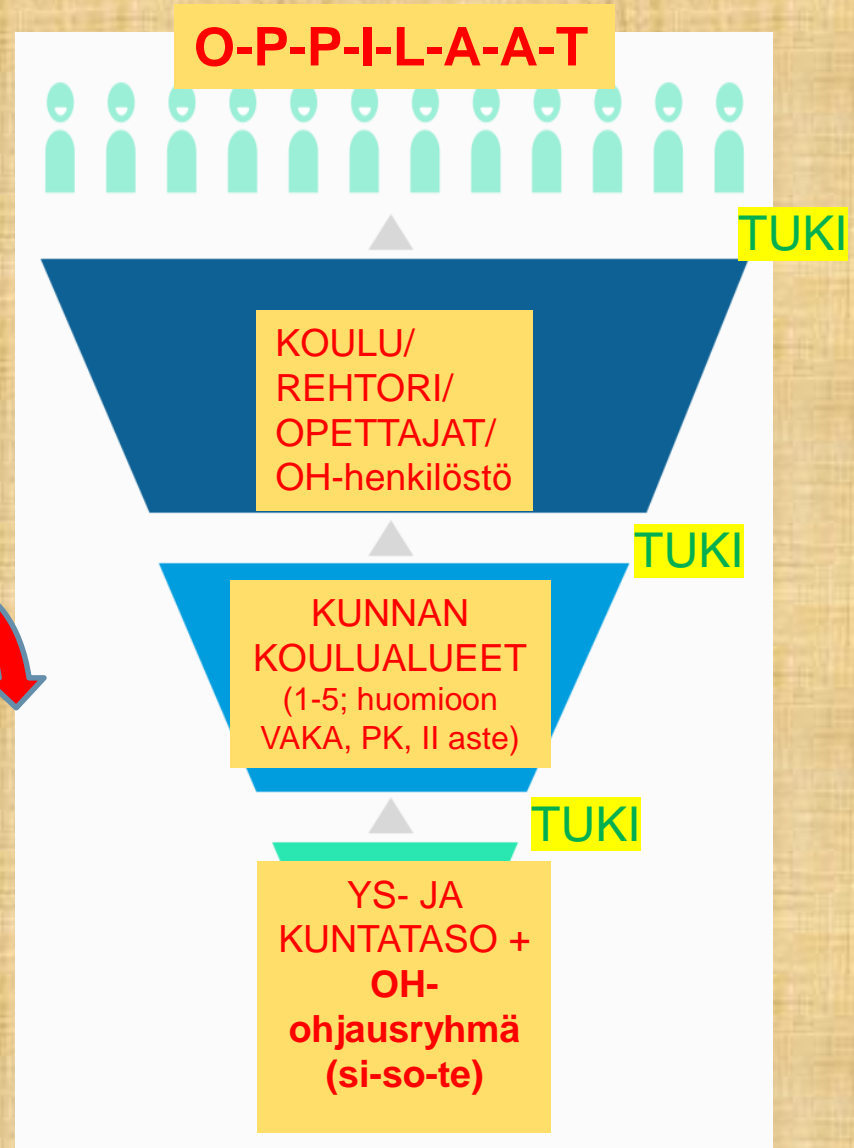 O-P-P-I-L-A-A-T
TUKI
KOULU/
REHTORI/
OPETTAJAT/
OH-henkilöstö
TUKI
KUNNAN
KOULUALUEET
(1-5; huomioon
VAKA, PK, II aste)
TUKI
YS- JA
KUNTATASO +
OH-
ohjausryhmä
(si-so-te)